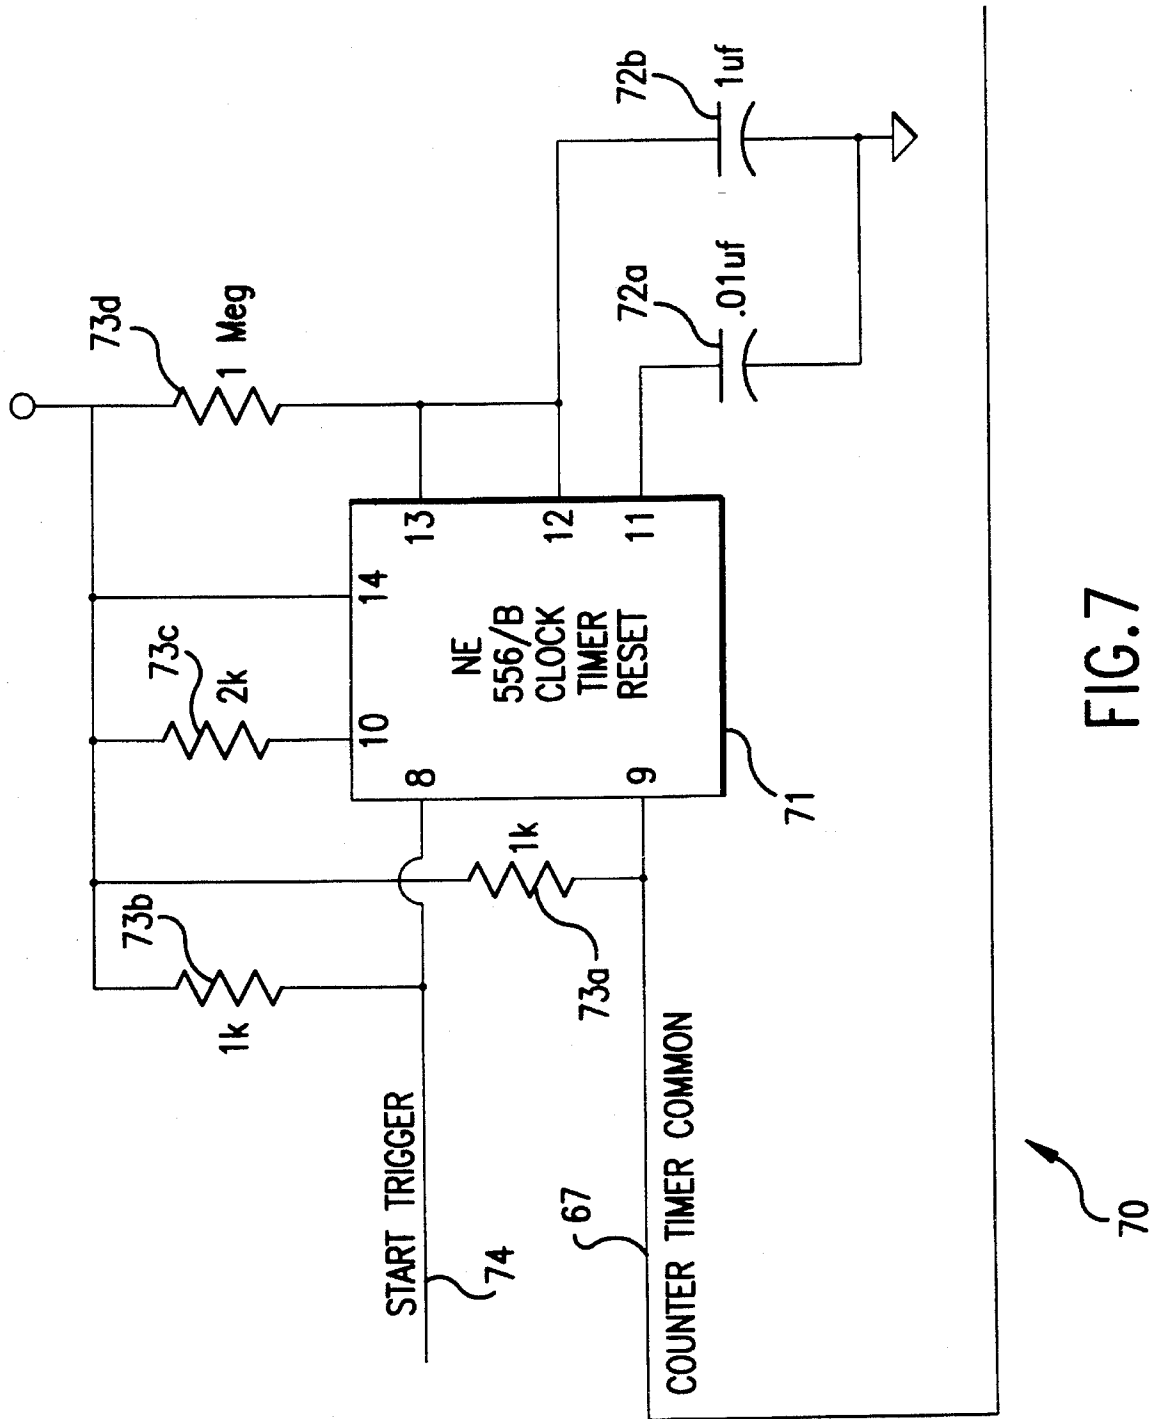 73d
1 Meg
72b
1uf
72a
.01uf
73c
2k
73b
1k
1k
73a
14
13
12
11
10
8
9
NE
556/B
CLOCK
TIMER
RESET
71
START TRIGGER
74
67
COUNTER TIMER COMMON
70
FIG.7